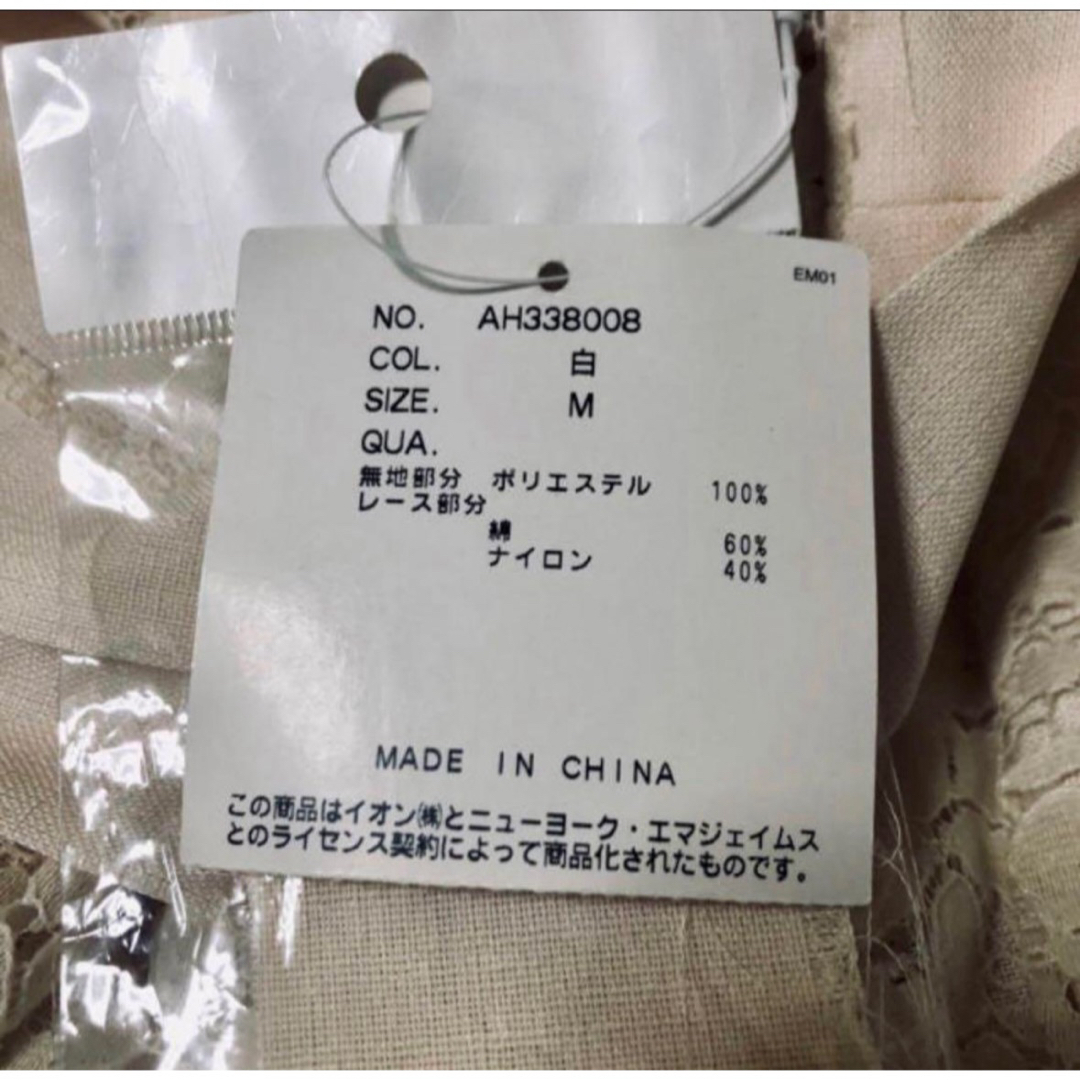 EM01
NO. AH338008
COL. 白
SIZE. M
QUA.
無地部分 ポリエステル 100%
レース部分
綿 60%
ナイロン 40%
MADE IN CHINA
この商品はイオン㈱とニューヨーク・エマジェイムス
とのライセンス契約によって商品化されたものです。